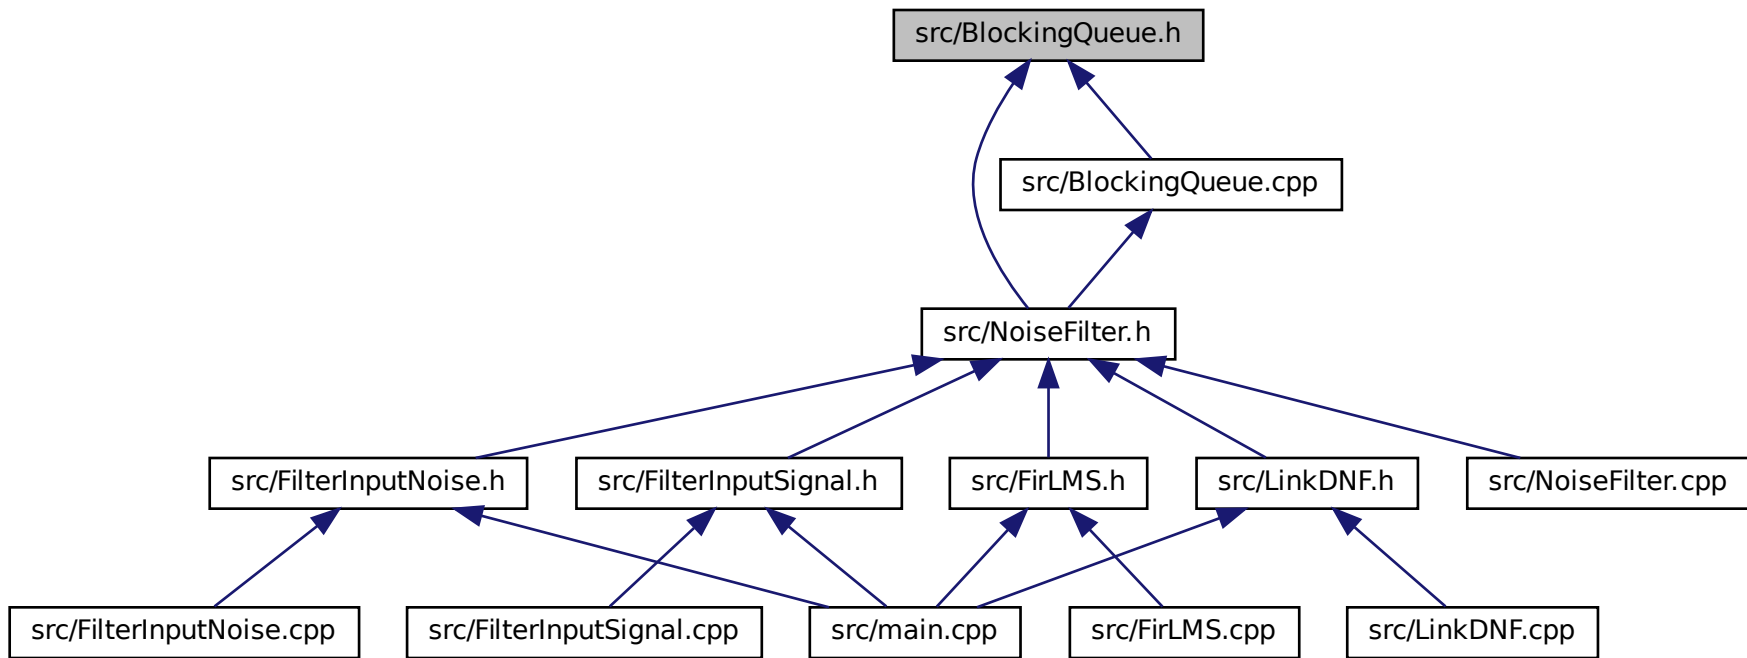 src/BlockingQueue.h
src/BlockingQueue.cpp
src/NoiseFilter.h
src/FilterInputNoise.h
src/FilterInputSignal.h
src/FirLMS.h
src/LinkDNF.h
src/NoiseFilter.cpp
src/FilterInputNoise.cpp
src/FilterInputSignal.cpp
src/main.cpp
src/FirLMS.cpp
src/LinkDNF.cpp